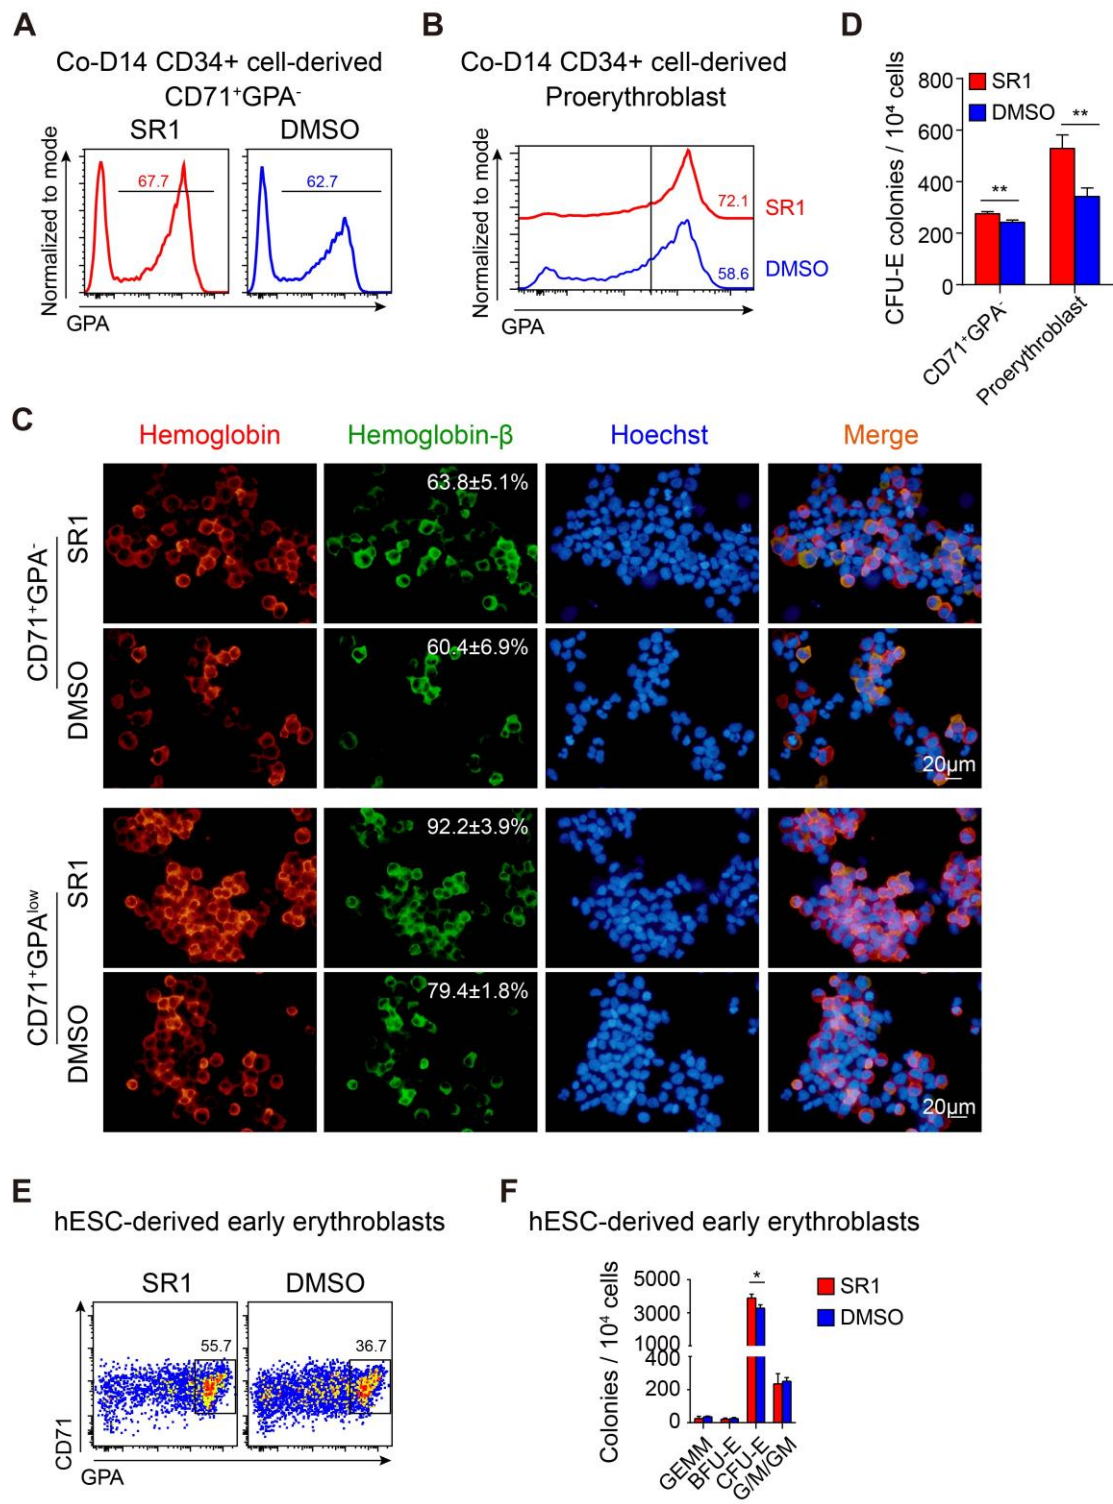 A
Co-D14 CD34+ cell-derived
CD71⁺GPA⁻
SR1
DMSO
Normalized to mode
67.7
62.7
GPA
B
Co-D14 CD34+ cell-derived
Proerythroblast
Normalized to mode
72.1
SR1
58.6
DMSO
GPA
D
CFU-E colonies / 10⁴ cells
800
600
400
200
0
SR1
DMSO
**
**
CD71⁺GPA⁻
Proerythroblast
C
Hemoglobin
Hemoglobin-β
Hoechst
Merge
CD71⁺GPA⁻
SR1
63.8±5.1%
DMSO
60.4±6.9%
20μm
CD71⁺GPAlow
SR1
92.2±3.9%
DMSO
79.4±1.8%
20μm
E
hESC-derived early erythroblasts
SR1
DMSO
55.7
36.7
CD71
GPA
F
hESC-derived early erythroblasts
Colonies / 10⁴ cells
5000
3000
1000
400
200
0
*
SR1
DMSO
GEMM
BFU-E
CFU-E
G/M/GM